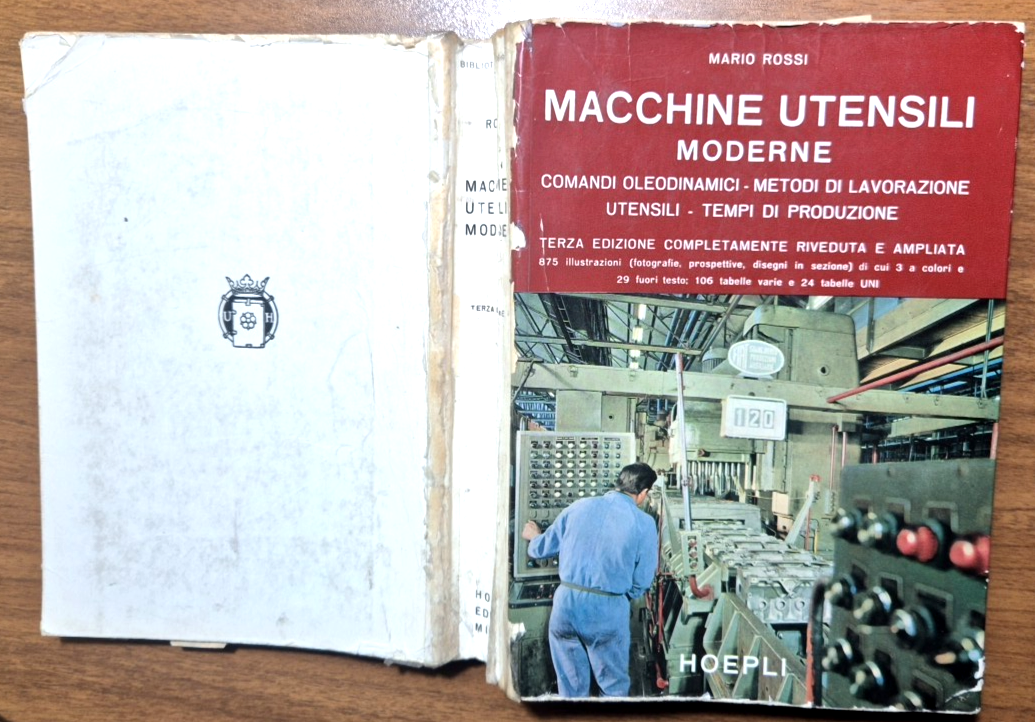 U H
MARIO ROSSI
MACCHINE UTENSILI
MODERNE
COMANDI OLEODINAMICI - METODI DI LAVORAZIONE
UTENSILI - TEMPI DI PRODUZIONE
TERZA EDIZIONE COMPLETAMENTE RIVEDUTA E AMPLIATA
875 illustrazioni (fotografie, prospettive, disegni in sezione) di cui 3 a colori e
29 fuori testo; 106 tabelle varie e 24 tabelle UNI
120
HOEPLI